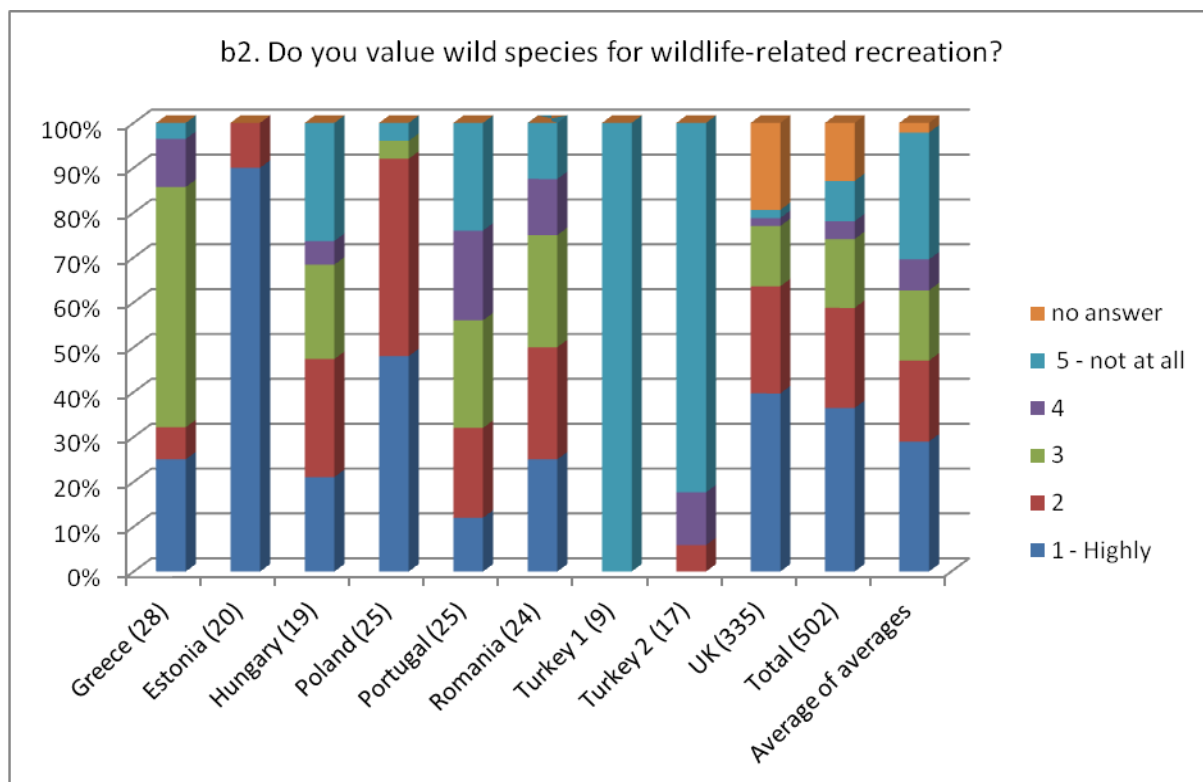 b2. Do you value wild species for wildlife-related recreation?
100%
90%
80%
70%
60%
50%
40%
30%
20%
10%
0%
Greece (28)
Estonia (20)
Hungary (19)
Poland (25)
Portugal (25)
Romania (24)
Turkey 1 (9)
Turkey 2 (17)
UK (335)
Total (502)
Average of averages
no answer
5 - not at all
4
3
2
1 - Highly